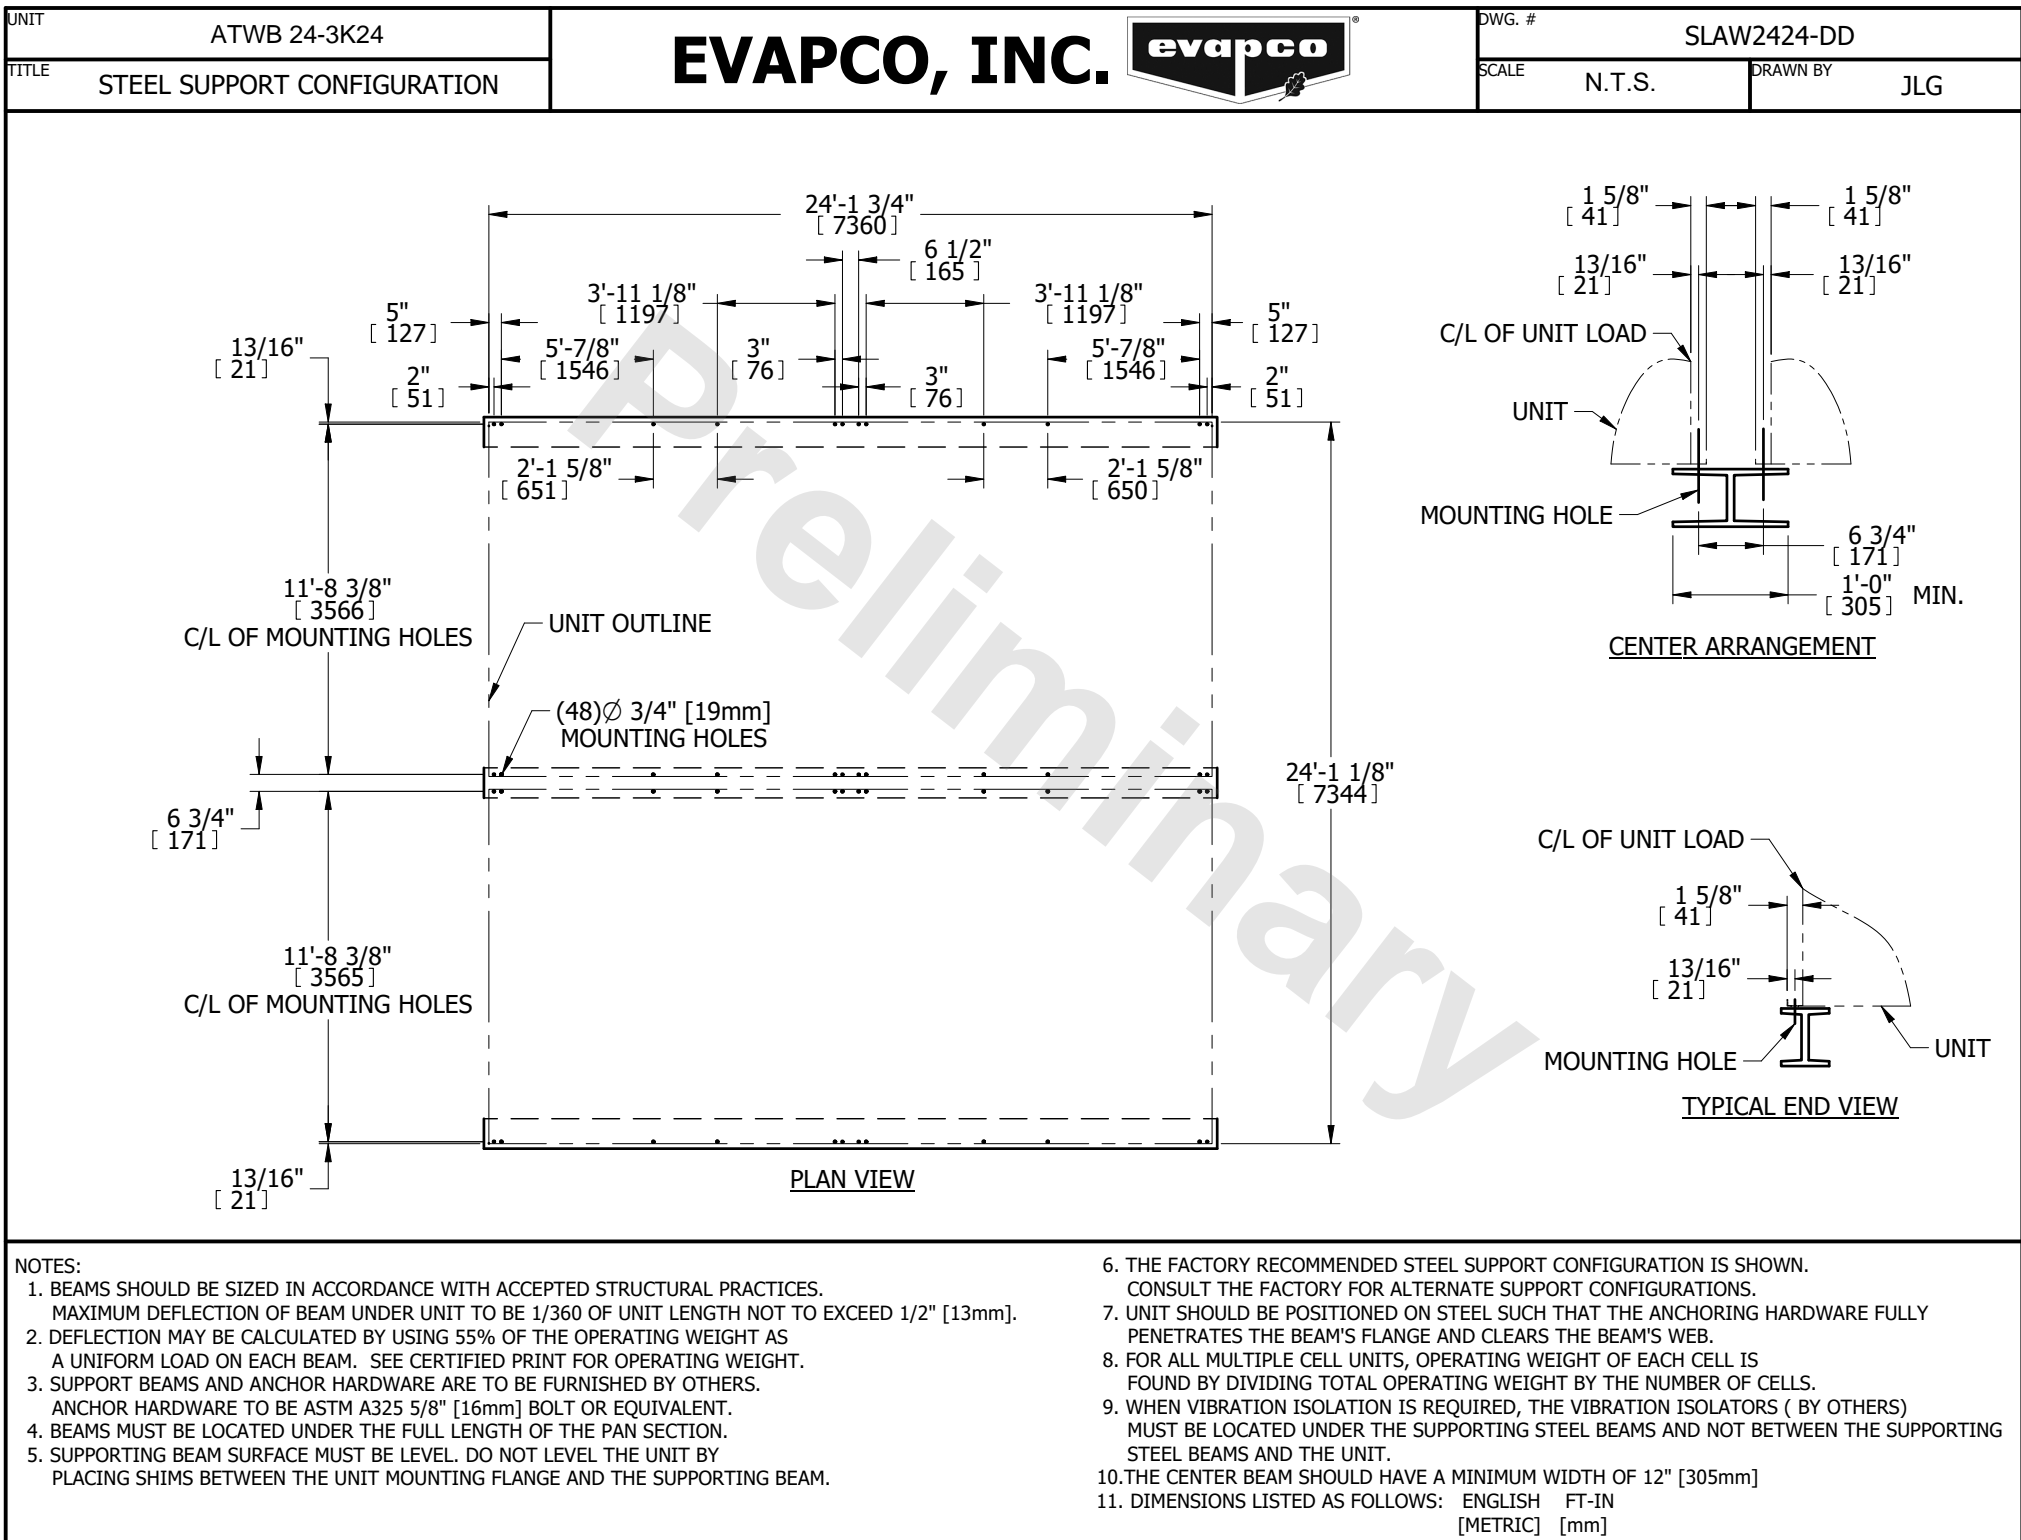 UNIT
ATWB 24-3K24
TITLE
STEEL SUPPORT CONFIGURATION
EVAPCO, INC.
evapco
®
DWG. #
SLAW2424-DD
SCALE
N.T.S.
DRAWN BY
JLG
24'-1 3/4"
[ 7360 ]
6 1/2"
[ 165 ]
3'-11 1/8"
[ 1197 ]
3'-11 1/8"
[ 1197 ]
5"
[ 127 ]
5"
[ 127 ]
13/16"
[ 21 ]
5'-7/8"
[ 1546 ]
3"
[ 76 ]
5'-7/8"
[ 1546 ]
2"
[ 51 ]
3"
[ 76 ]
2"
[ 51 ]
2'-1 5/8"
[ 651 ]
2'-1 5/8"
[ 650 ]
11'-8 3/8"
[ 3566 ]
C/L OF MOUNTING HOLES
UNIT OUTLINE
(48)∅ 3/4" [19mm]
MOUNTING HOLES
6 3/4"
[ 171 ]
24'-1 1/8"
[ 7344 ]
11'-8 3/8"
[ 3565 ]
C/L OF MOUNTING HOLES
13/16"
[ 21 ]
PLAN VIEW
Preliminary
1 5/8"
[ 41 ]
1 5/8"
[ 41 ]
13/16"
[ 21 ]
13/16"
[ 21 ]
C/L OF UNIT LOAD
UNIT
MOUNTING HOLE
6 3/4"
[ 171 ]
1'-0"
[ 305 ]
MIN.
CENTER ARRANGEMENT
C/L OF UNIT LOAD
1 5/8"
[ 41 ]
13/16"
[ 21 ]
MOUNTING HOLE
UNIT
TYPICAL END VIEW
NOTES:
1. BEAMS SHOULD BE SIZED IN ACCORDANCE WITH ACCEPTED STRUCTURAL PRACTICES.
MAXIMUM DEFLECTION OF BEAM UNDER UNIT TO BE 1/360 OF UNIT LENGTH NOT TO EXCEED 1/2" [13mm].
2. DEFLECTION MAY BE CALCULATED BY USING 55% OF THE OPERATING WEIGHT AS
A UNIFORM LOAD ON EACH BEAM. SEE CERTIFIED PRINT FOR OPERATING WEIGHT.
3. SUPPORT BEAMS AND ANCHOR HARDWARE ARE TO BE FURNISHED BY OTHERS.
ANCHOR HARDWARE TO BE ASTM A325 5/8" [16mm] BOLT OR EQUIVALENT.
4. BEAMS MUST BE LOCATED UNDER THE FULL LENGTH OF THE PAN SECTION.
5. SUPPORTING BEAM SURFACE MUST BE LEVEL. DO NOT LEVEL THE UNIT BY
PLACING SHIMS BETWEEN THE UNIT MOUNTING FLANGE AND THE SUPPORTING BEAM.
6. THE FACTORY RECOMMENDED STEEL SUPPORT CONFIGURATION IS SHOWN.
CONSULT THE FACTORY FOR ALTERNATE SUPPORT CONFIGURATIONS.
7. UNIT SHOULD BE POSITIONED ON STEEL SUCH THAT THE ANCHORING HARDWARE FULLY
PENETRATES THE BEAM'S FLANGE AND CLEARS THE BEAM'S WEB.
8. FOR ALL MULTIPLE CELL UNITS, OPERATING WEIGHT OF EACH CELL IS
FOUND BY DIVIDING TOTAL OPERATING WEIGHT BY THE NUMBER OF CELLS.
9. WHEN VIBRATION ISOLATION IS REQUIRED, THE VIBRATION ISOLATORS ( BY OTHERS)
MUST BE LOCATED UNDER THE SUPPORTING STEEL BEAMS AND NOT BETWEEN THE SUPPORTING
STEEL BEAMS AND THE UNIT.
10.THE CENTER BEAM SHOULD HAVE A MINIMUM WIDTH OF 12" [305mm]
11. DIMENSIONS LISTED AS FOLLOWS: ENGLISH FT-IN
[METRIC] [mm]